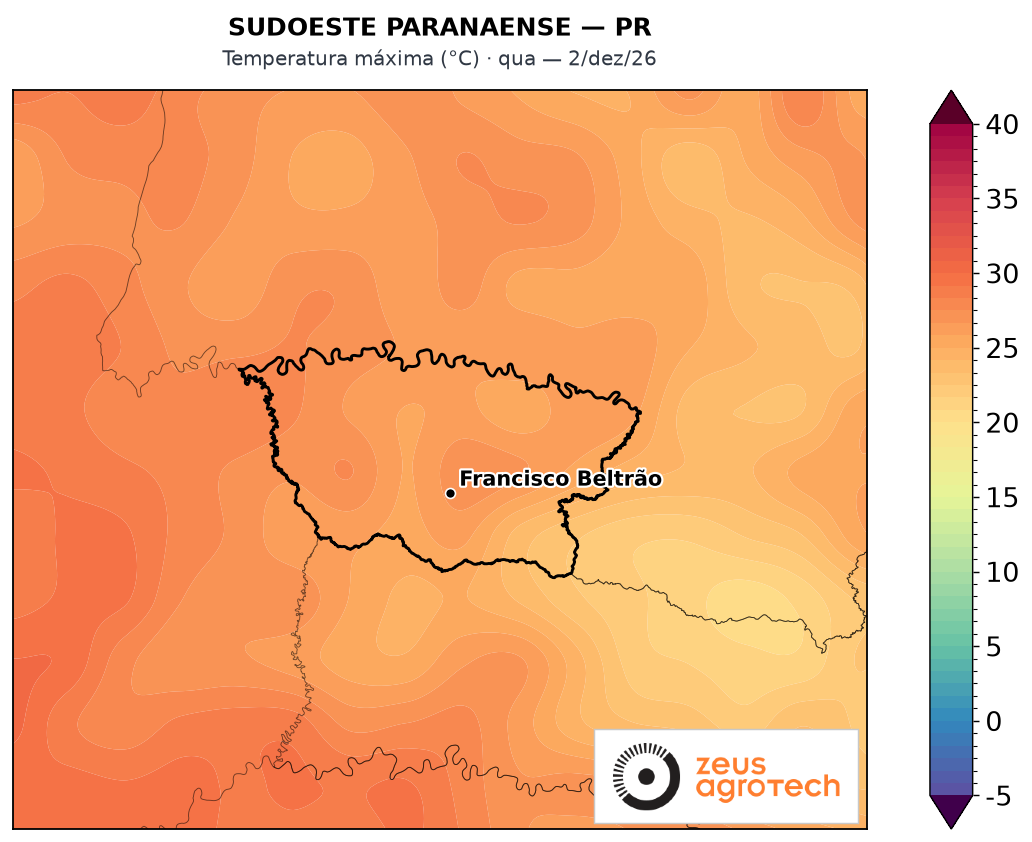 SUDOESTE PARANAENSE — PR
Temperatura máxima (°C) · qua — 2/dez/26
40
35
30
25
20
15
10
5
0
-5
Francisco Beltrão
zeus
agrotech